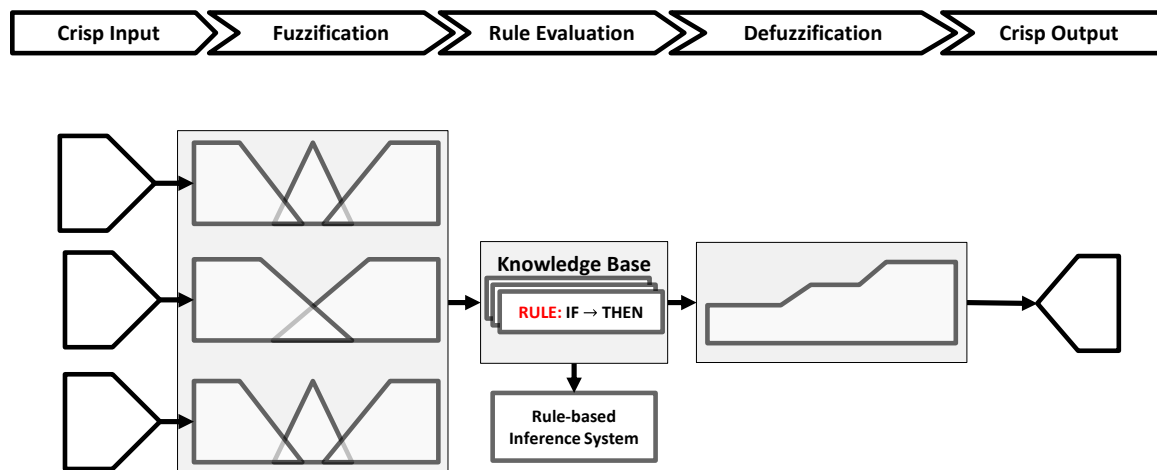 Crisp Input
Fuzzification
Rule Evaluation
Defuzzification
Crisp Output
Knowledge Base
RULE: IF → THEN
Rule-based
Inference System